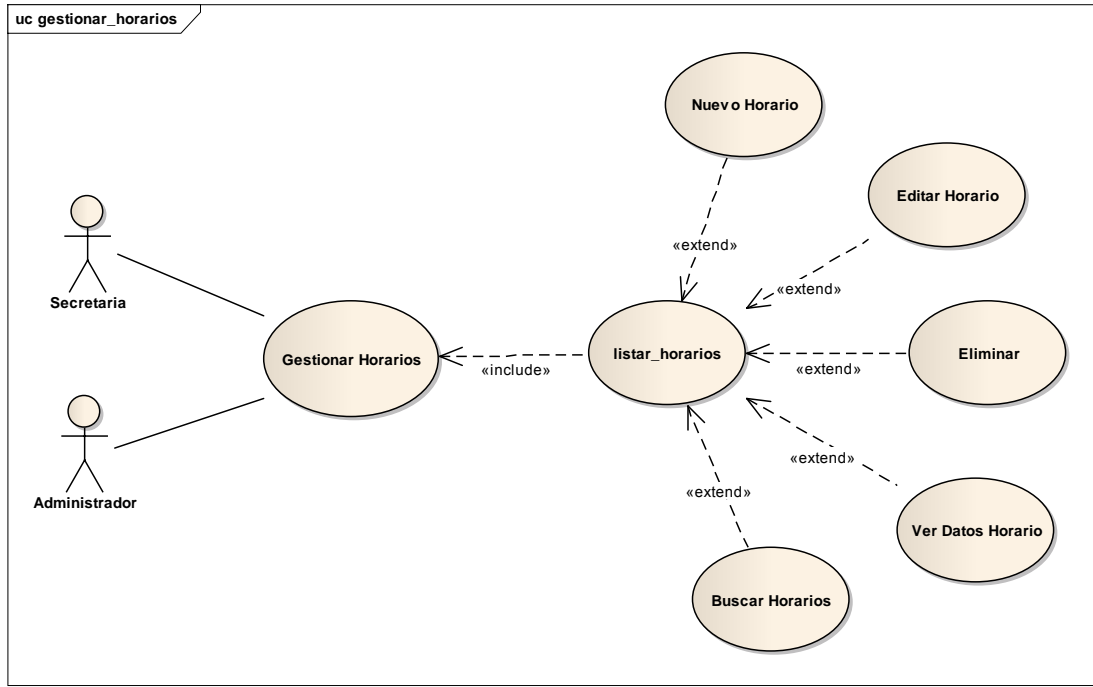 uc gestionar_horarios
Nuevo Horario
Editar Horario
«extend»
«extend»
Secretaria
Gestionar Horarios
«include»
listar_horarios
Eliminar
«extend»
Administrador
«extend»
«extend»
Ver Datos Horario
Buscar Horarios